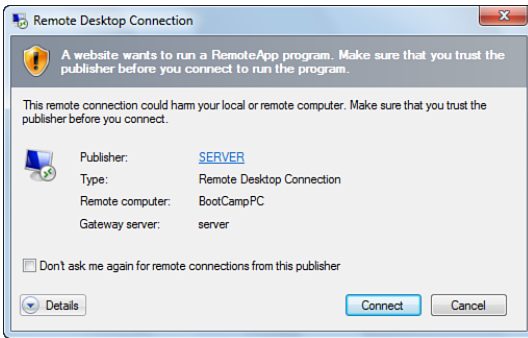 Remote Desktop Connection
A website wants to run a RemoteApp program. Make sure that you trust the
publisher before you connect to run the program.
This remote connection could harm your local or remote computer. Make sure that you trust the
publisher before you connect.
Publisher: SERVER
Type: Remote Desktop Connection
Remote computer: BootCampPC
Gateway server: server
Don't ask me again for remote connections from this publisher
Details Connect Cancel